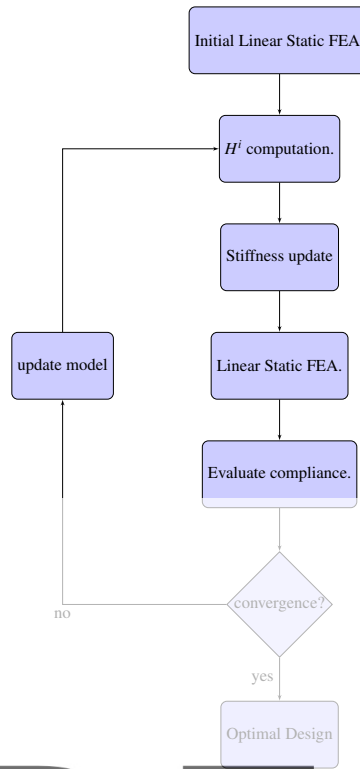 Initial Linear Static FEA
Hⁱ computation.
Stiffness update
update model
Linear Static FEA.
Evaluate compliance.
convergence?
no
yes
Optimal Design